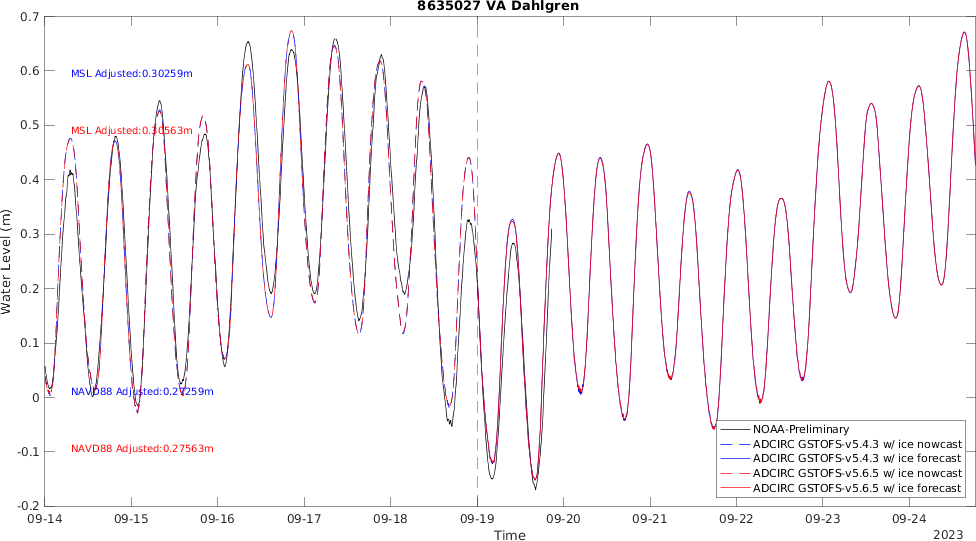 8635027 VA Dahlgren
0.7
0.6
0.5
0.4
0.3
0.2
0.1
0
-0.1
-0.2
Water Level (m)
MSL Adjusted:0.30259m
MSL Adjusted:0.30563m
NAVD88 Adjusted:0.27259m
NAVD88 Adjusted:0.27563m
NOAA-Preliminary
ADCIRC GSTOFS-v5.4.3 w/ ice nowcast
ADCIRC GSTOFS-v5.4.3 w/ ice forecast
ADCIRC GSTOFS-v5.6.5 w/ ice nowcast
ADCIRC GSTOFS-v5.6.5 w/ ice forecast
09-14 09-15 09-16 09-17 09-18 09-19 09-20 09-21 09-22 09-23 09-24
Time
2023